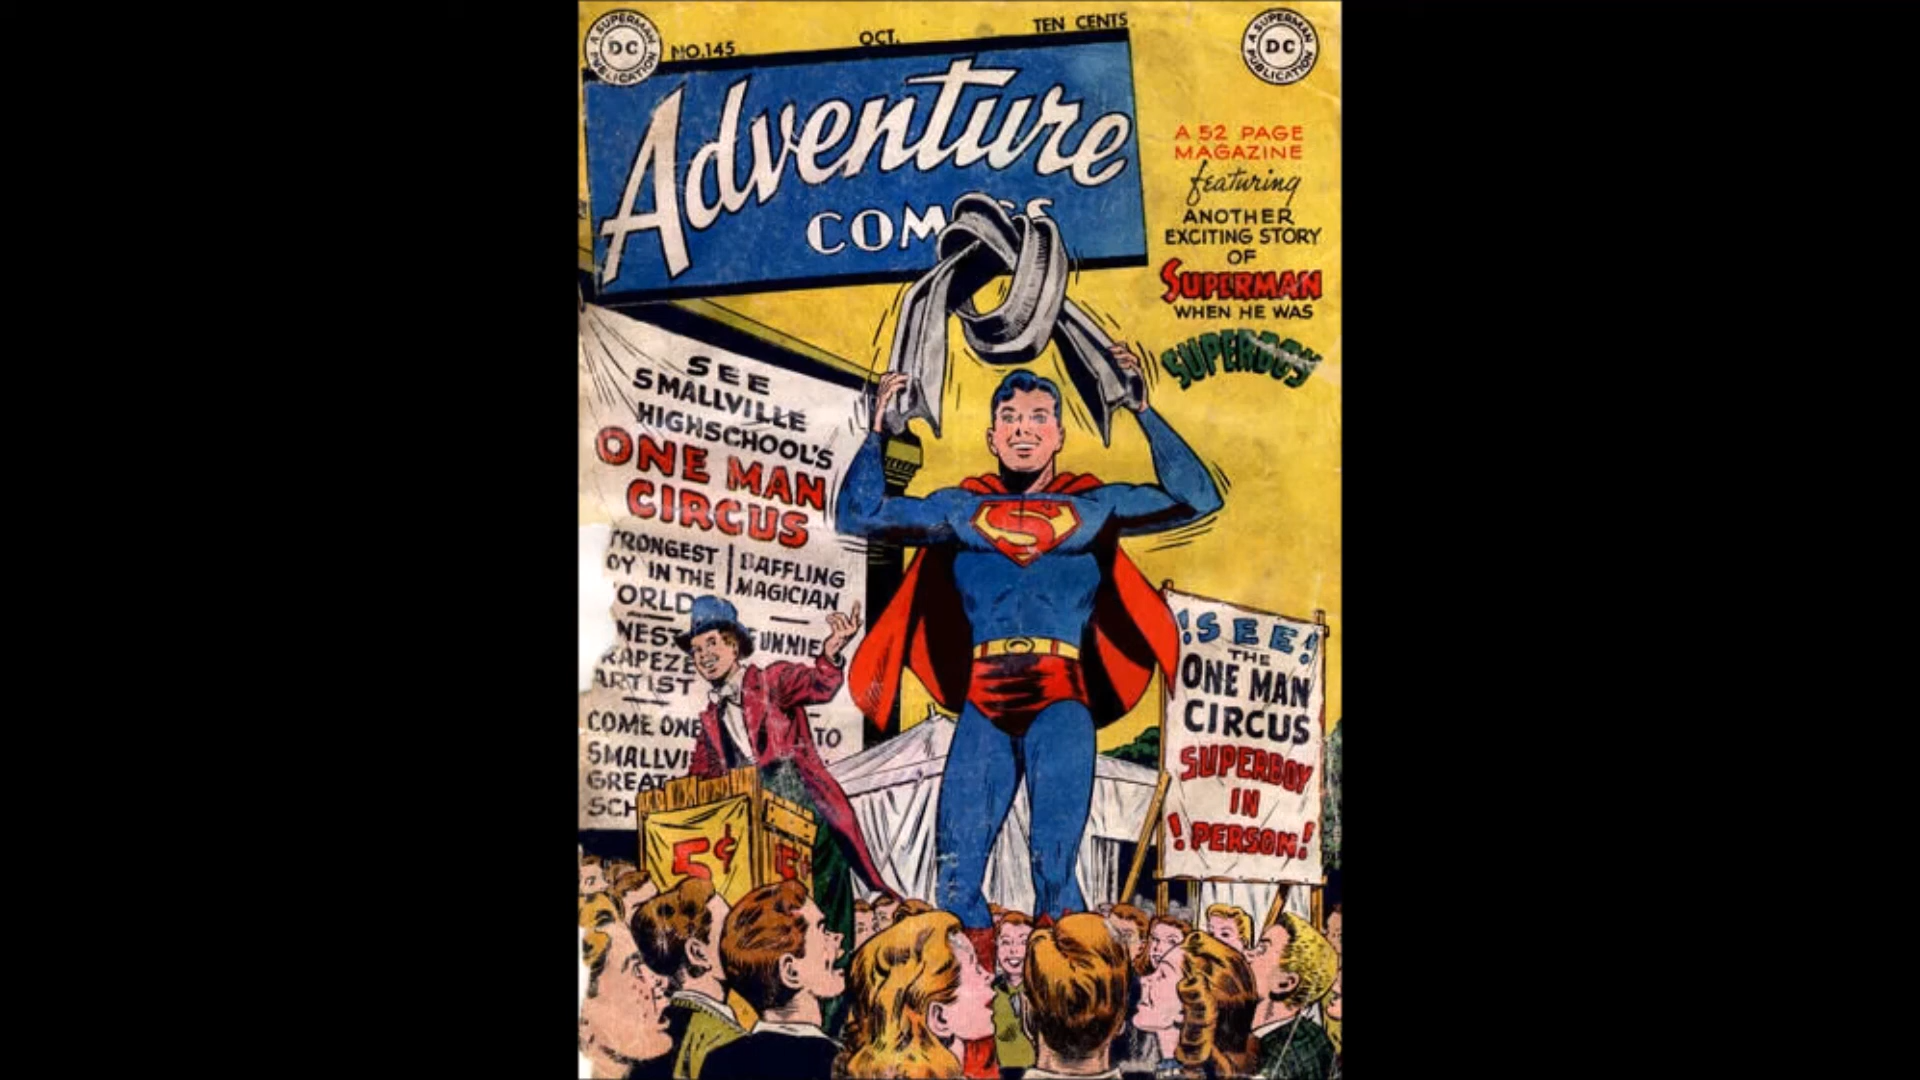 A SUPERMAN
DC
PUBLICATION
NO.145
OCT.
TEN CENTS
A SUPERMAN
DC
PUBLICATION
Adventure
A 52 PAGE
MAGAZINE
featuring
ANOTHER
EXCITING STORY
OF
SUPERMAN
WHEN HE WAS
SUPERBOY
SEE
SMALLVILLE
HIGHSCHOOL'S
ONE MAN
CIRCUS
TRONGEST
OY IN THE
ORLD
BAFFLING
MAGICIAN
NEST
RAPEZE
ARTIST
UNNIE
COME ONE
TO
SMALLVI
GREAT
SCH
5¢
5¢
S
!SEE!
THE
ONE MAN
CIRCUS
SUPERBOY
IN
! PERSON!